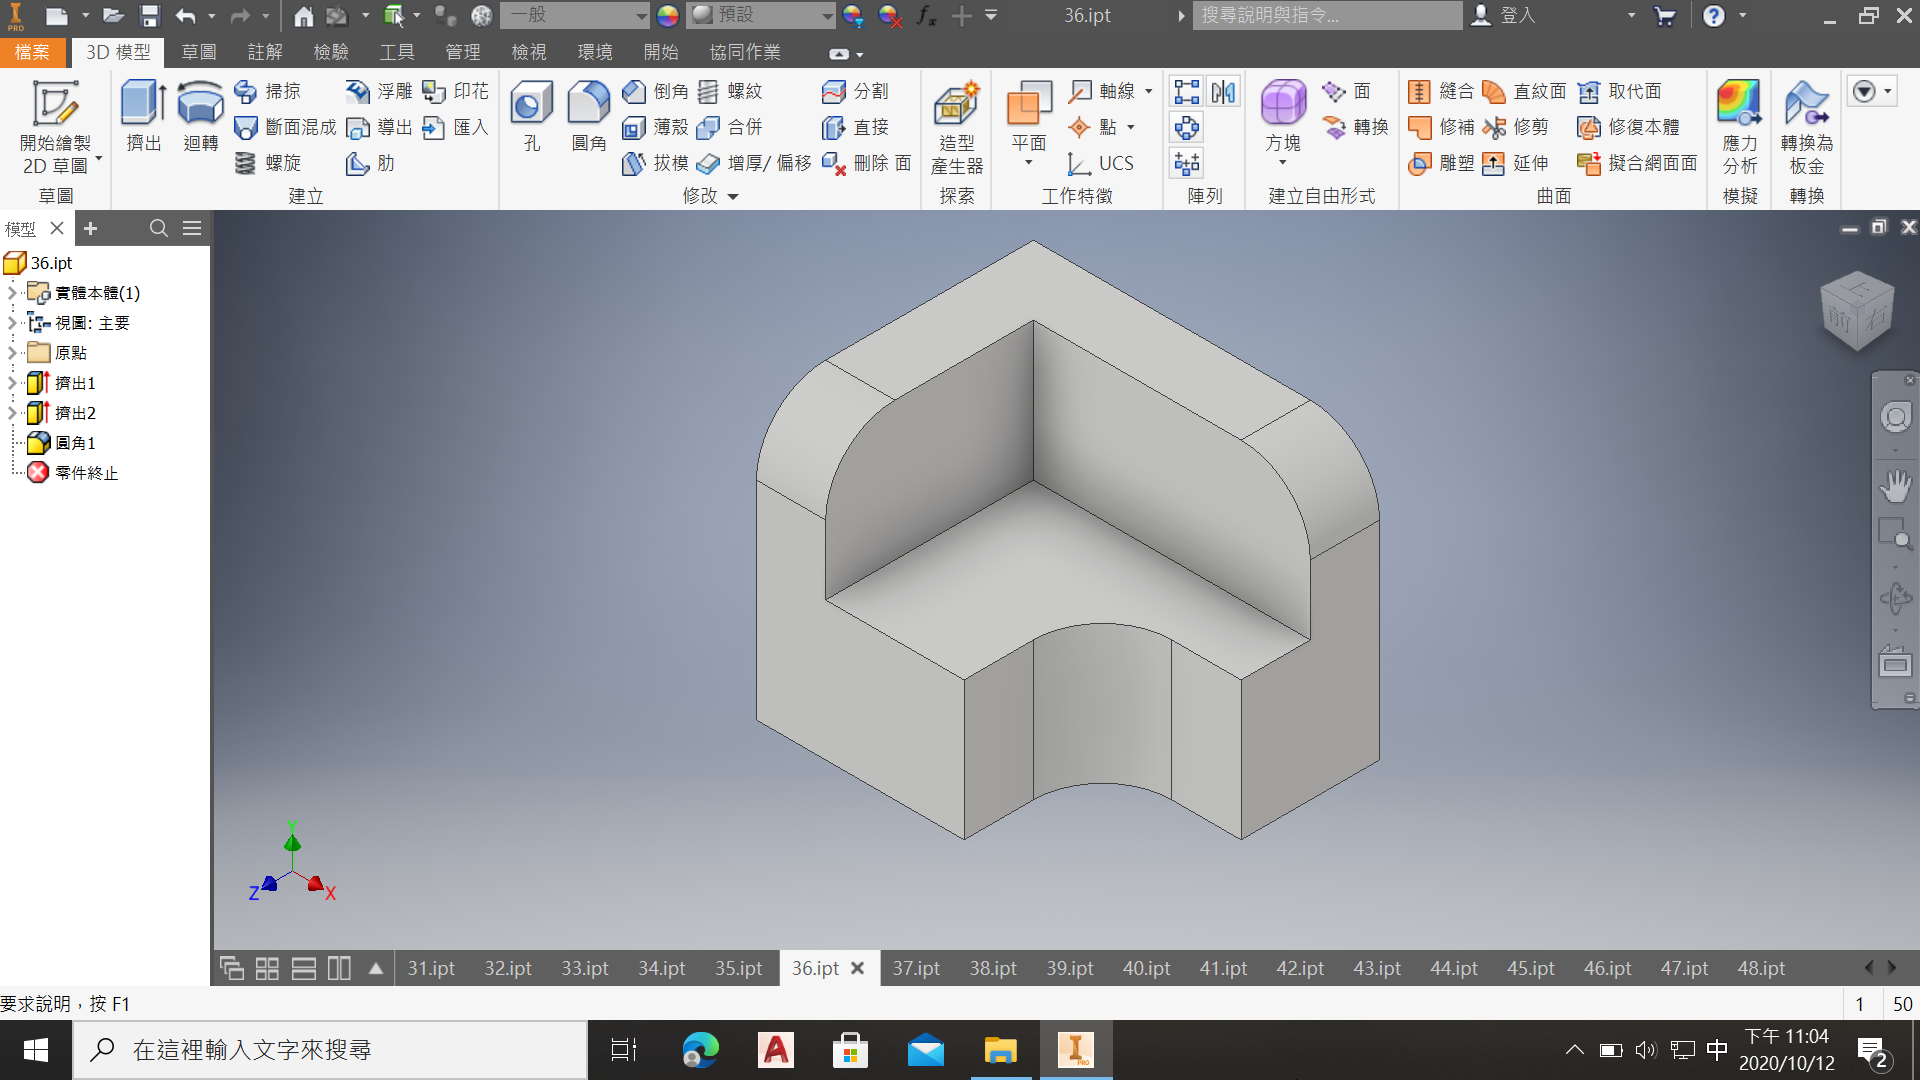 PRO
一般
預設
fx
36.ipt
搜尋說明與指令...
登入
檔案
3D 模型
草圖
註解
檢驗
工具
管理
檢視
環境
開始
協同作業
開始繪製
2D 草圖
擠出
迴轉
掃掠
斷面混成
螺旋
浮雕
導出
肋
印花
匯入
孔
圓角
倒角
薄殼
拔模
螺紋
合併
增厚/ 偏移
分割
直接
刪除 面
造型
產生器
平面
軸線
點
UCS
方塊
面
轉換
縫合
修補
雕塑
直紋面
修剪
延伸
取代面
修復本體
擬合網面面
應力
分析
轉換為
板金
草圖
建立
修改
探索
工作特徵
陣列
建立自由形式
曲面
模擬
轉換
模型
36.ipt
實體本體(1)
視圖: 主要
原點
擠出1
擠出2
圓角1
零件終止
上
前
右
Y
Z
X
31.ipt
32.ipt
33.ipt
34.ipt
35.ipt
36.ipt
37.ipt
38.ipt
39.ipt
40.ipt
41.ipt
42.ipt
43.ipt
44.ipt
45.ipt
46.ipt
47.ipt
48.ipt
要求說明，按 F1
1
50
在這裡輸入文字來搜尋
中
下午 11:04
2020/10/12
2